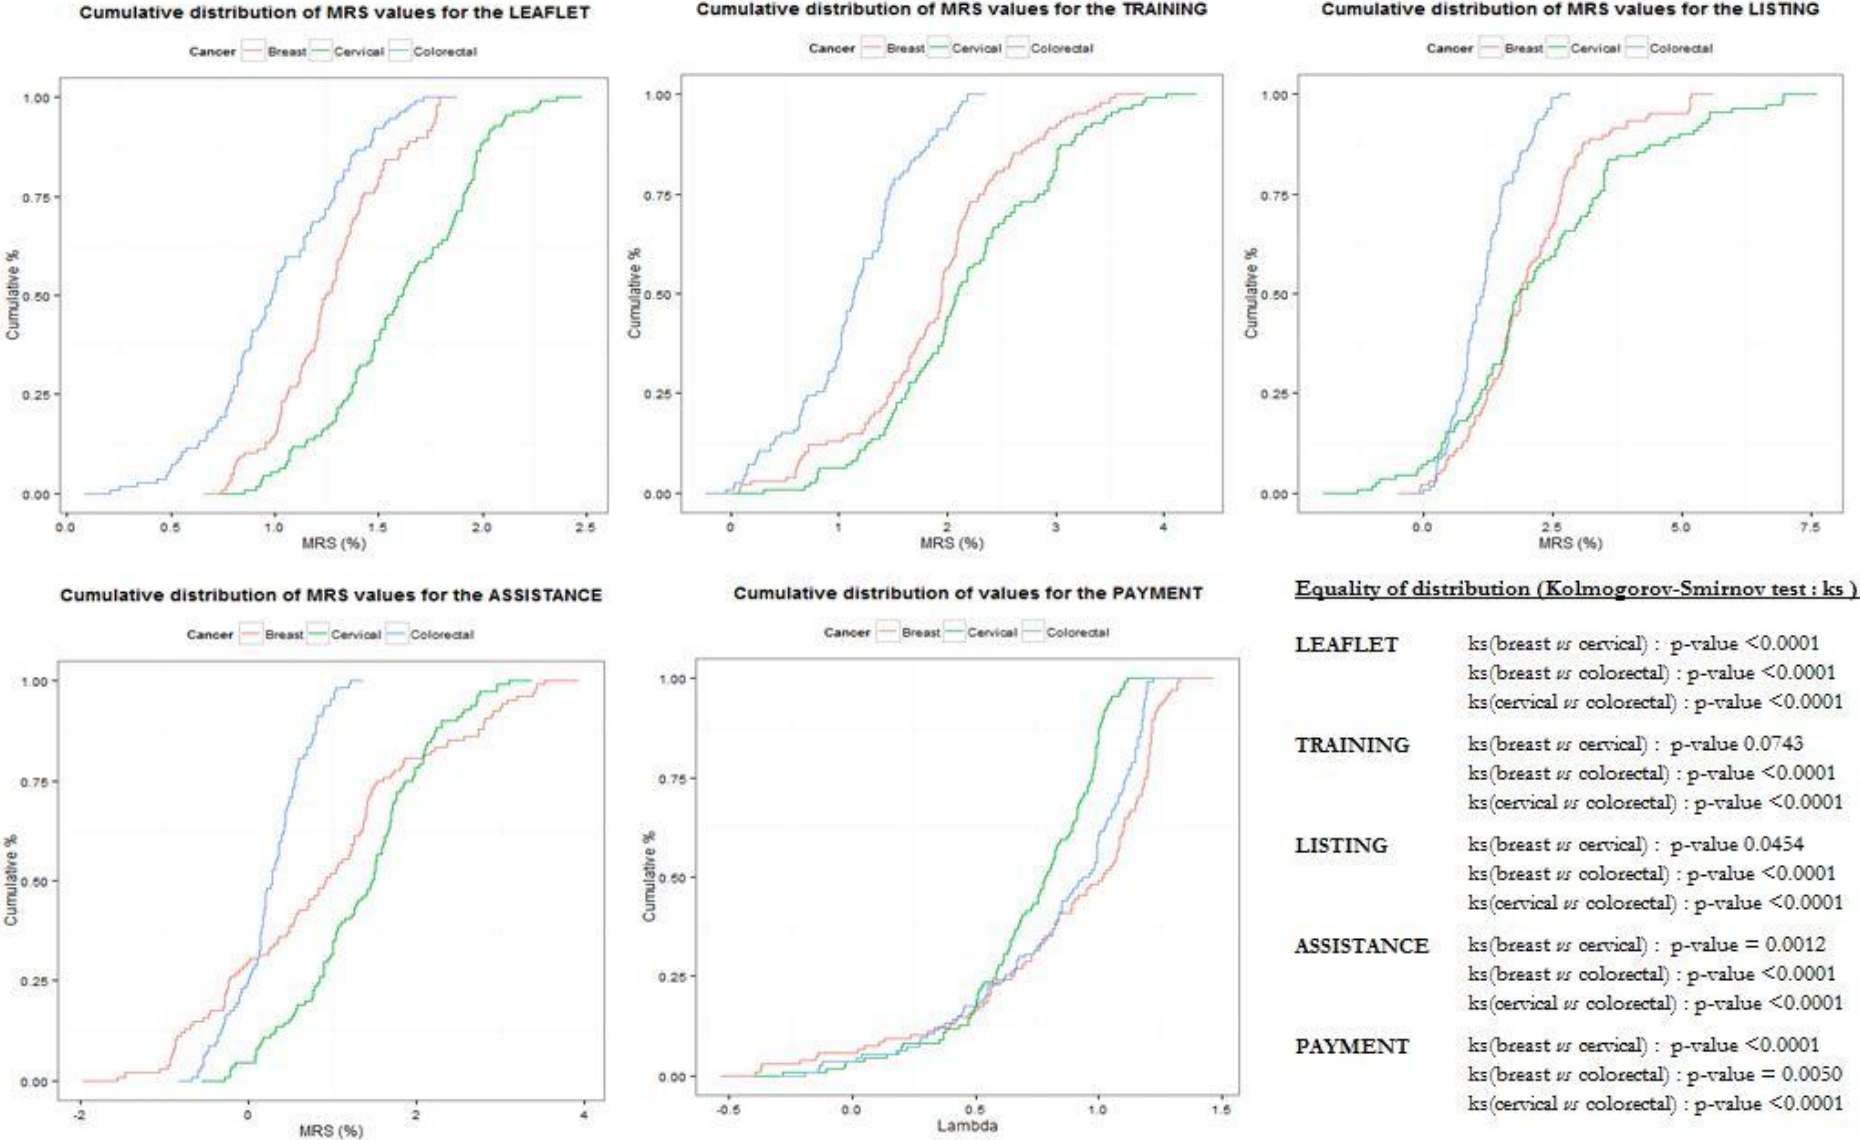 Cumulative distribution of MRS values for the LEAFLET
Cancer Breast Cervical Colorectal
1.00
0.75
0.50
0.25
0.00
Cumulative %
0.0 0.5 1.0 1.5 2.0 2.5
MRS (%)
Cumulative distribution of MRS values for the TRAINING
Cancer Breast Cervical Colorectal
1.00
0.75
0.50
0.25
0.00
Cumulative %
0 1 2 3 4
MRS (%)
Cumulative distribution of MRS values for the LISTING
Cancer Breast Cervical Colorectal
1.00
0.75
0.50
0.25
0.00
Cumulative %
0.0 2.5 5.0 7.5
MRS (%)
Cumulative distribution of MRS values for the ASSISTANCE
Cancer Breast Cervical Colorectal
1.00
0.75
0.50
0.25
0.00
Cumulative %
-2 0 2 4
MRS (%)
Cumulative distribution of values for the PAYMENT
Cancer Breast Cervical Colorectal
1.00
0.75
0.50
0.25
0.00
Cumulative %
-0.5 0.0 0.5 1.0 1.5
Lambda
Equality of distribution (Kolmogorov-Smirnov test : ks )
LEAFLET ks(breast vs cervical) : p-value <0.0001
ks(breast vs colorectal) : p-value <0.0001
ks(cervical vs colorectal) : p-value <0.0001
TRAINING ks(breast vs cervical) : p-value 0.0743
ks(breast vs colorectal) : p-value <0.0001
ks(cervical vs colorectal) : p-value <0.0001
LISTING ks(breast vs cervical) : p-value 0.0454
ks(breast vs colorectal) : p-value <0.0001
ks(cervical vs colorectal) : p-value <0.0001
ASSISTANCE ks(breast vs cervical) : p-value = 0.0012
ks(breast vs colorectal) : p-value <0.0001
ks(cervical vs colorectal) : p-value <0.0001
PAYMENT ks(breast vs cervical) : p-value <0.0001
ks(breast vs colorectal) : p-value = 0.0050
ks(cervical vs colorectal) : p-value <0.0001